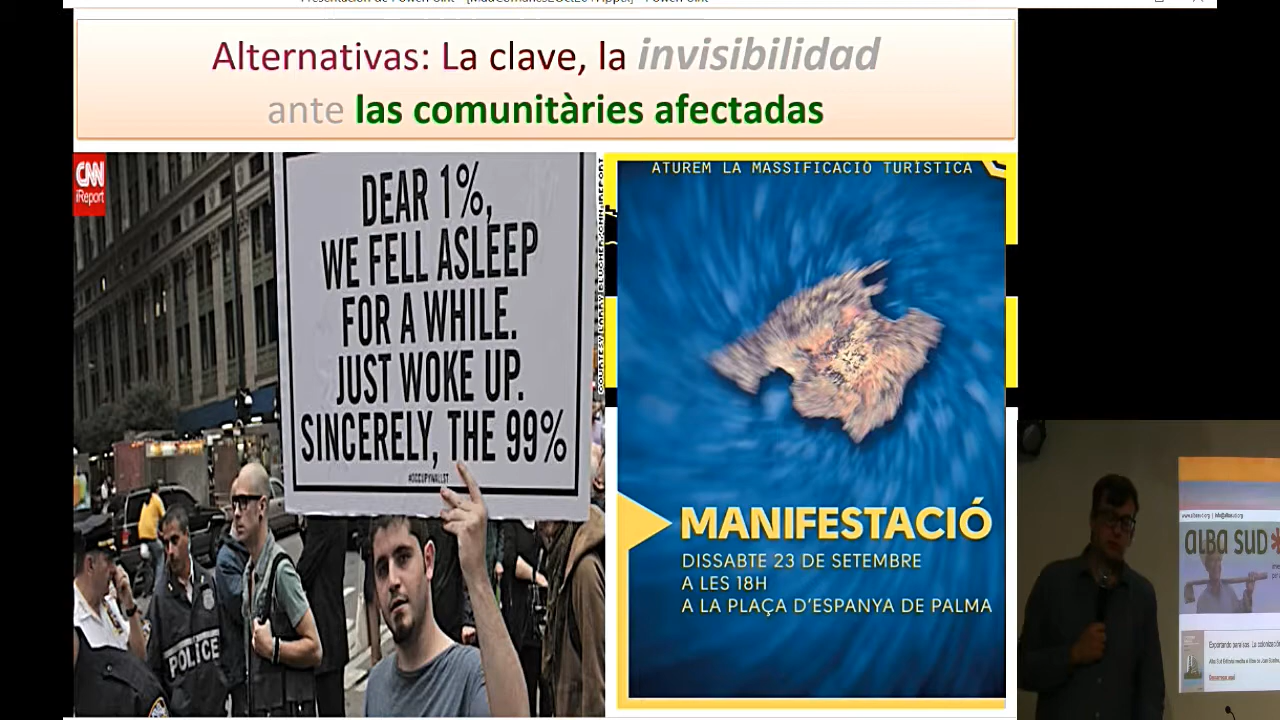 Alternativas: La clave, la invisibilidad
ante las comunitàries afectadas
CNN
iReport
DEAR 1%,
WE FELL ASLEEP
FOR A WHILE.
JUST WOKE UP.
SINCERELY, THE 99%
POLICE
ATUREM LA MASSIFICACIÓ TURÍSTICA
MANIFESTACIÓ
DISSABTE 23 DE SETEMBRE
A LES 18H
A LA PLAÇA D'ESPANYA DE PALMA
alba sud